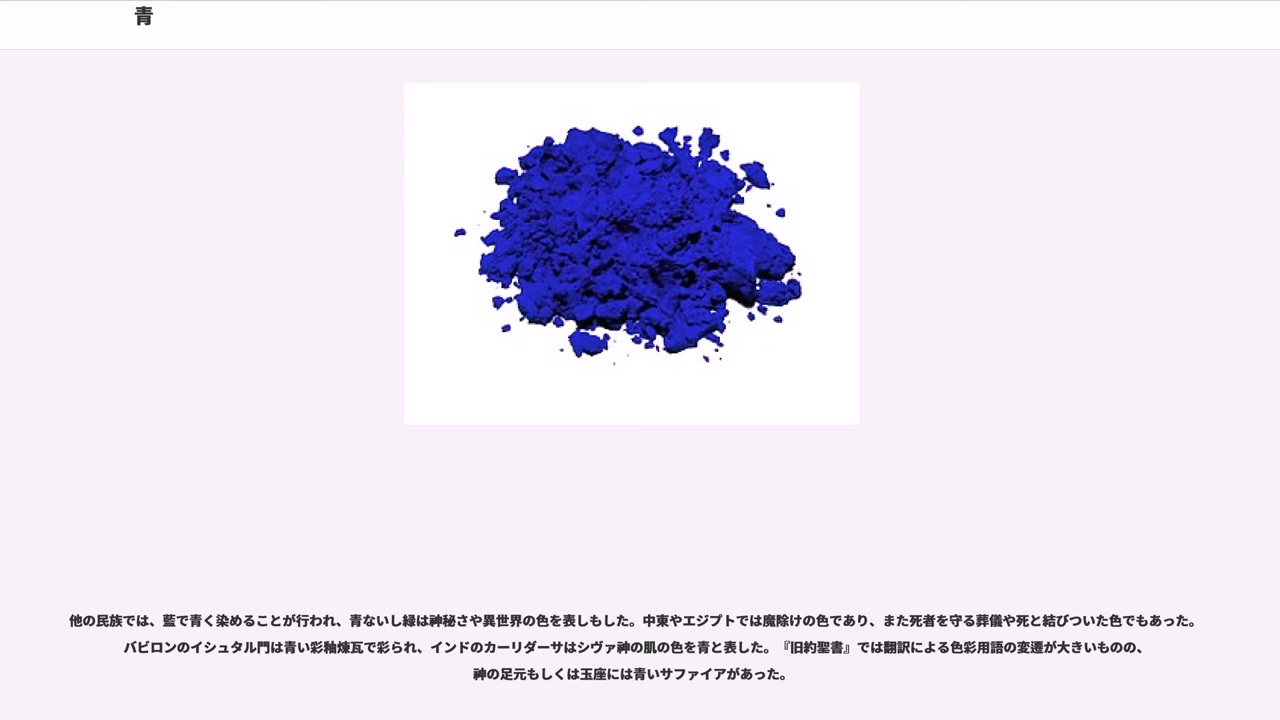 青
他の民族では、藍で青く染めることが行われ、青ないし緑は神秘さや異世界の色を表しもした。中東やエジプトでは魔除けの色であり、また死者を守る葬儀や死と結びついた色でもあった。
バビロンのイシュタル門は青い彩釉煉瓦で彩られ、インドのカーリダーサはシヴァ神の肌の色を青と表した。『旧約聖書』では翻訳による色彩用語の変遷が大きいものの、
神の足元もしくは玉座には青いサファイアがあった。